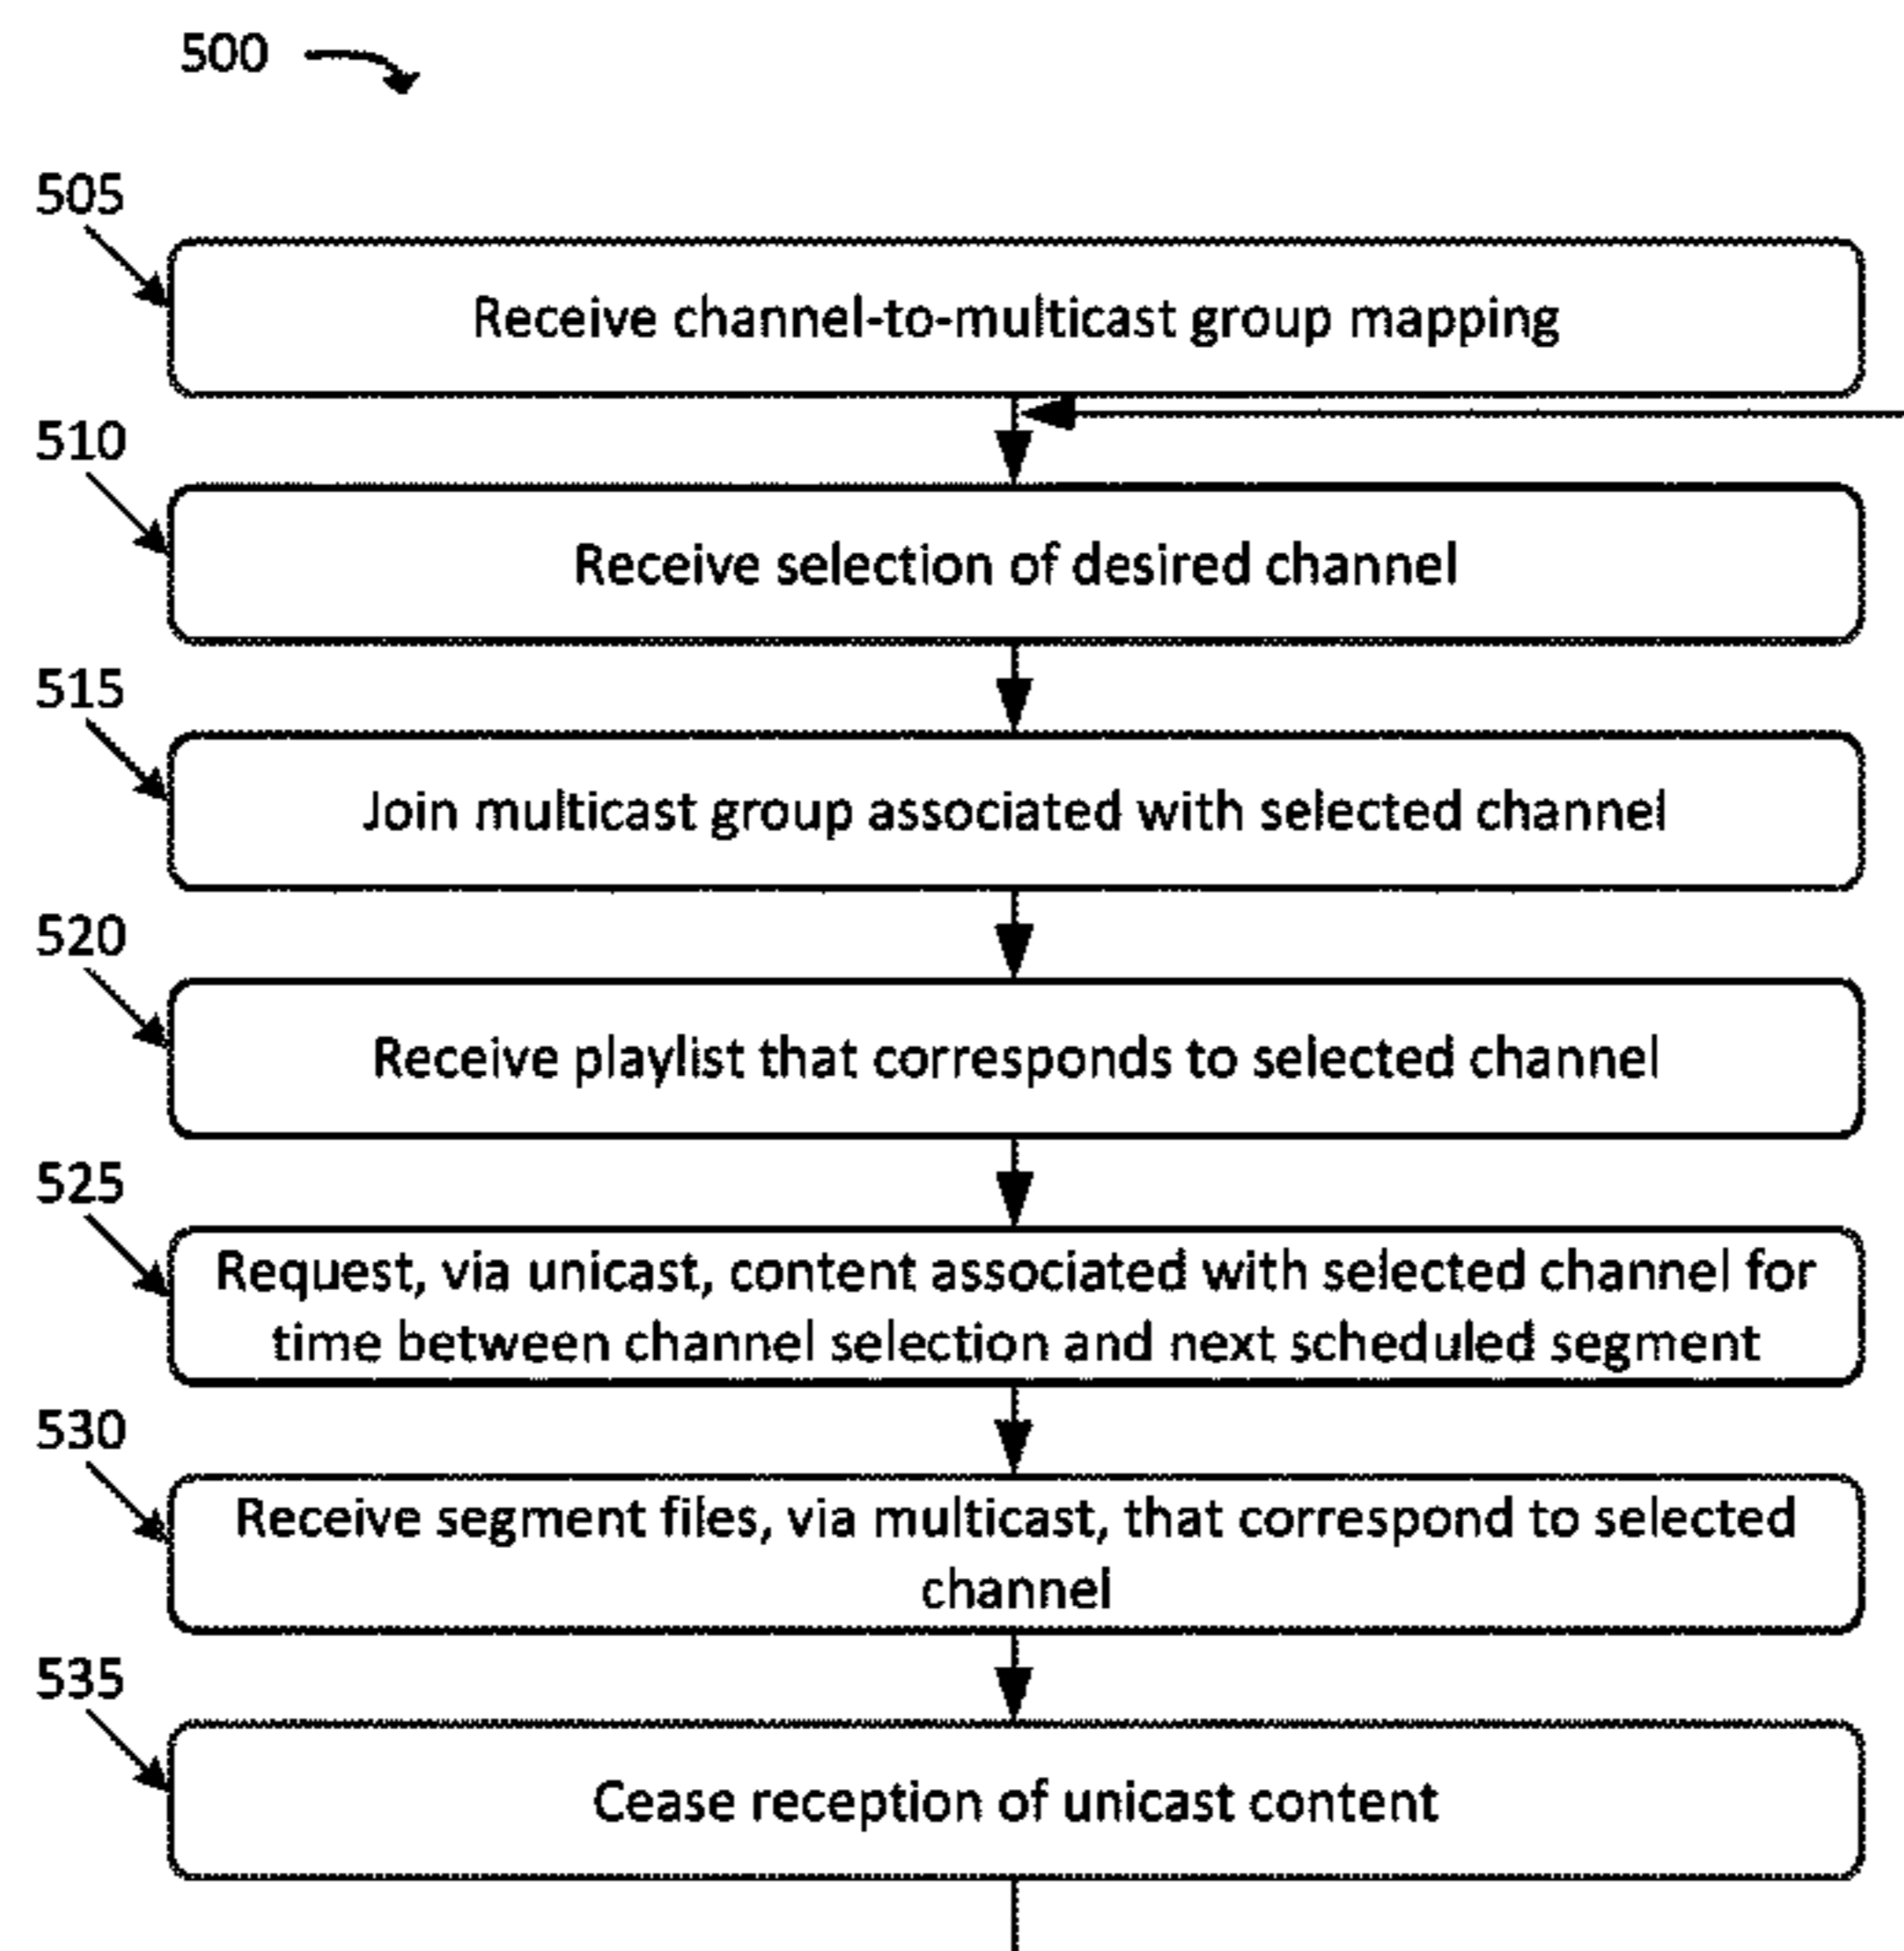 500
505
Receive channel-to-multicast group mapping
510
Receive selection of desired channel
515
Join multicast group associated with selected channel
520
Receive playlist that corresponds to selected channel
525
Request, via unicast, content associated with selected channel for
time between channel selection and next scheduled segment
530
Receive segment files, via multicast, that correspond to selected
channel
535
Cease reception of unicast content